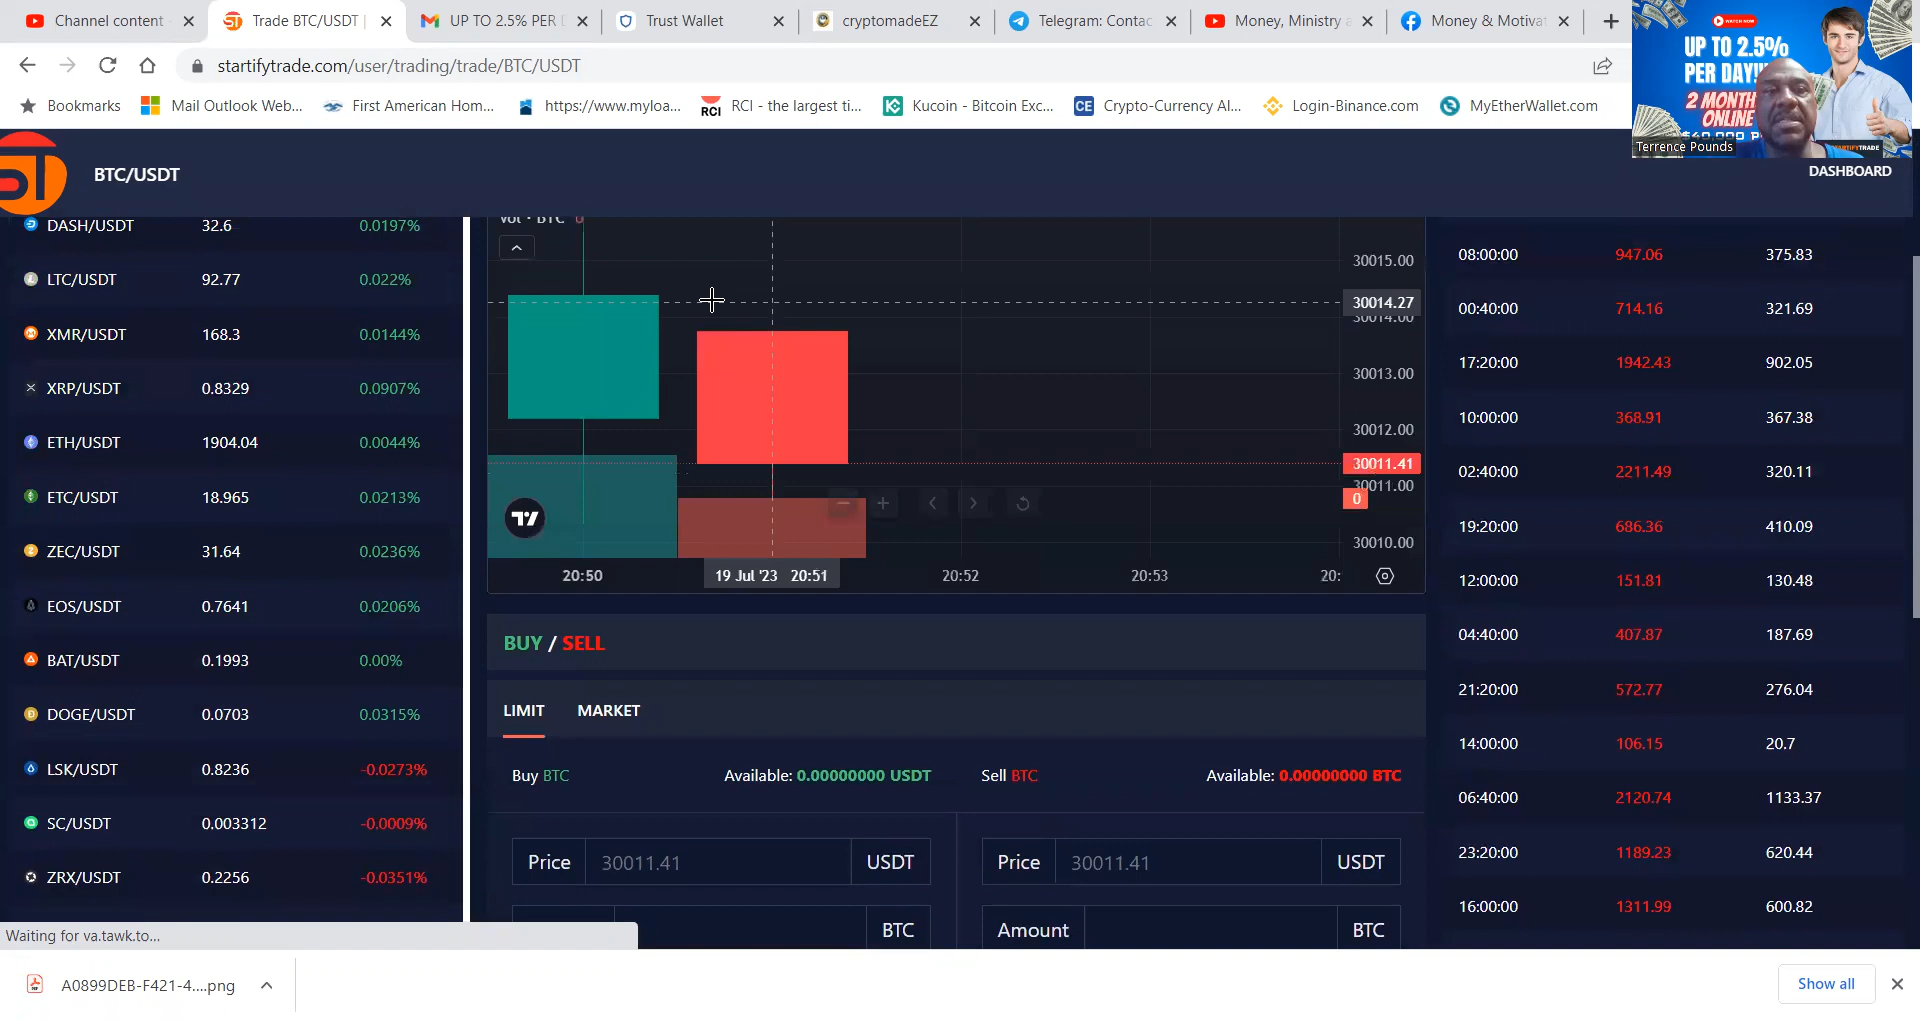 Channel content
Trade BTC/USDT |
UP TO 2.5% PER D
Trust Wallet
cryptomadeEZ
Telegram: Contac
Money, Ministry a
Money & Motivat
startifytrade.com/user/trading/trade/BTC/USDT
Bookmarks
Mail Outlook Web...
First American Hom...
https://www.myloa...
RCI
RCI - the largest ti...
Kucoin - Bitcoin Exc...
CE
Crypto-Currency Al...
Login-Binance.com
MyEtherWallet.com
WATCH NOW
UP TO 2.5%
PER DAY!!
2 MONTH
ONLINE
Terrence Pounds
ST
BTC/USDT
DASHBOARD
DASH/USDT 32.6 0.0197%
LTC/USDT 92.77 0.022%
XMR/USDT 168.3 0.0144%
XRP/USDT 0.8329 0.0907%
ETH/USDT 1904.04 0.0044%
ETC/USDT 18.965 0.0213%
ZEC/USDT 31.64 0.0236%
EOS/USDT 0.7641 0.0206%
BAT/USDT 0.1993 0.00%
DOGE/USDT 0.0703 0.0315%
LSK/USDT 0.8236 -0.0273%
SC/USDT 0.003312 -0.0009%
ZRX/USDT 0.2256 -0.0351%
Vol · BTC 0
30015.00
30014.27
30014.00
30013.00
30012.00
30011.41
30011.00
0
30010.00
20:50
19 Jul '23 20:51
20:52
20:53
20:
BUY / SELL
LIMIT MARKET
Buy BTC Available: 0.00000000 USDT
Sell BTC Available: 0.00000000 BTC
Price 30011.41 USDT
Price 30011.41 USDT
BTC
Amount BTC
08:00:00 947.06 375.83
00:40:00 714.16 321.69
17:20:00 1942.43 902.05
10:00:00 368.91 367.38
02:40:00 2211.49 320.11
19:20:00 686.36 410.09
12:00:00 151.81 130.48
04:40:00 407.87 187.69
21:20:00 572.77 276.04
14:00:00 106.15 20.7
06:40:00 2120.74 1133.37
23:20:00 1189.23 620.44
16:00:00 1311.99 600.82
Waiting for va.tawk.to...
A0899DEB-F421-4....png
Show all